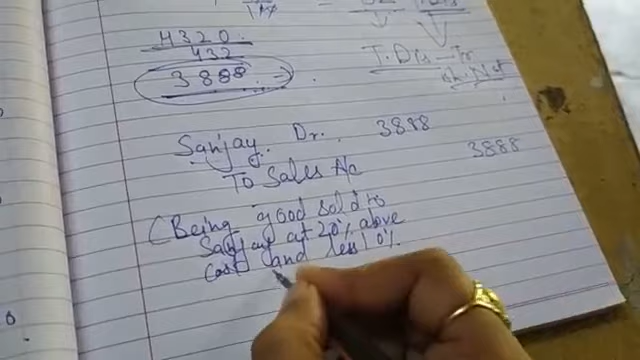 4320.
432
3888
T. Dis — Tr
Sanjay. Dr. 3888
To Sales A/c 3888
(Being good sold to
Sanjay at 20% above
cost and less 10%.